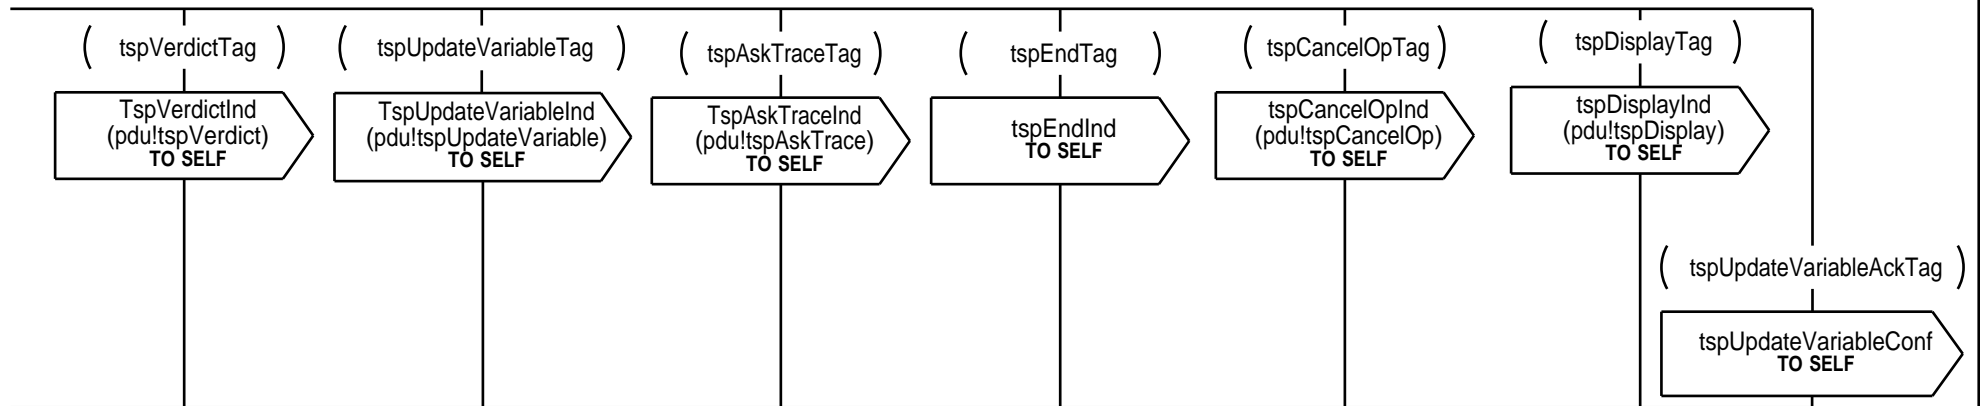 ( tspVerdictTag )
( tspUpdateVariableTag )
( tspAskTraceTag )
( tspEndTag )
( tspCancelOpTag )
( tspDisplayTag )
TspVerdictInd
(pdu!tspVerdict)
TO SELF
TspUpdateVariableInd
(pdu!tspUpdateVariable)
TO SELF
TspAskTraceInd
(pdu!tspAskTrace)
TO SELF
tspEndInd
TO SELF
tspCancelOpInd
(pdu!tspCancelOp)
TO SELF
tspDisplayInd
(pdu!tspDisplay)
TO SELF
( tspUpdateVariableAckTag )
tspUpdateVariableConf
TO SELF